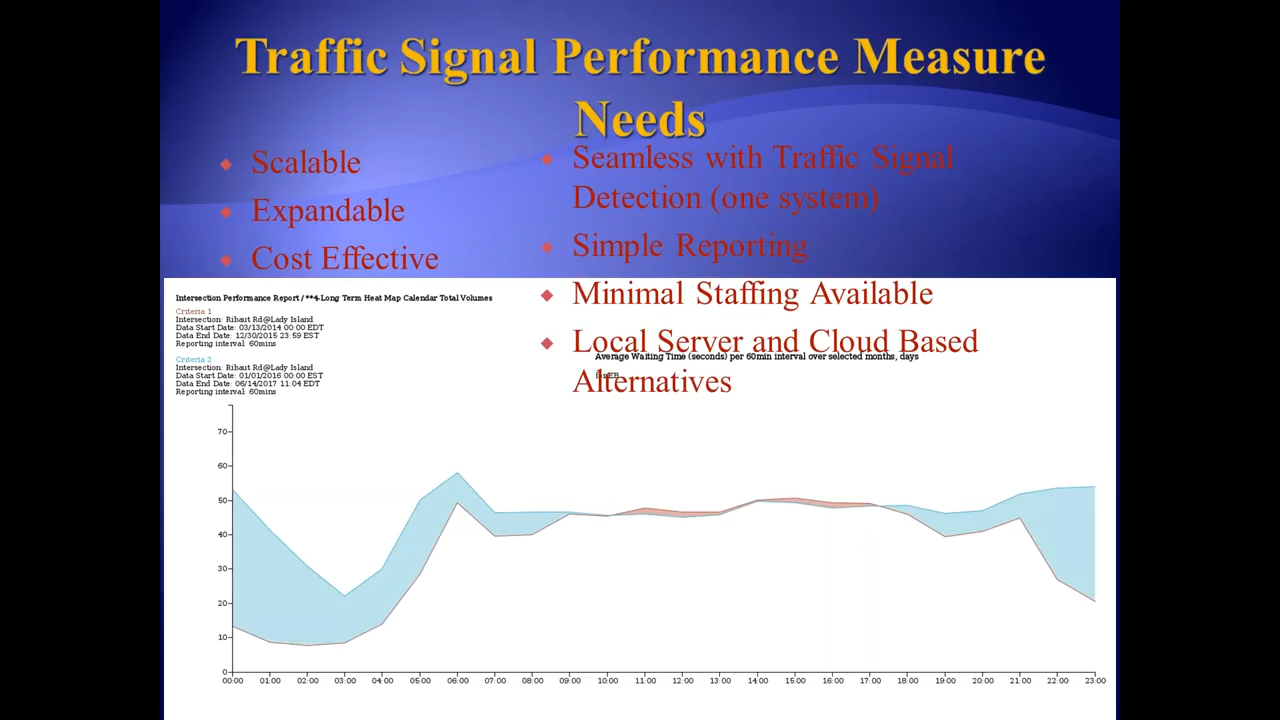 Traffic Signal Performance Measure
Needs
Scalable
Expandable
Cost Effective
Seamless with Traffic Signal
Detection (one system)
Simple Reporting
Minimal Staffing Available
Local Server and Cloud Based
Alternatives
Intersection Performance Report / **4-Long Term Heat Map Calendar Total Volumes
Criteria 1
Intersection: Ribaut Rd@Lady Island
Data Start Date: 03/13/2014 00:00 EDT
Data End Date: 12/30/2015 23:59 EST
Reporting interval: 60mins
Criteria 2
Intersection: Ribaut Rd@Lady Island
Data Start Date: 01/01/2016 00:00 EST
Data End Date: 06/14/2017 11:04 EDT
Reporting interval: 60mins
Average Waiting Time (seconds) per 60min interval over selected months, days
70
60
50
40
30
20
10
0
00:00 01:00 02:00 03:00 04:00 05:00 06:00 07:00 08:00 09:00 10:00 11:00 12:00 13:00 14:00 15:00 16:00 17:00 18:00 19:00 20:00 21:00 22:00 23:00